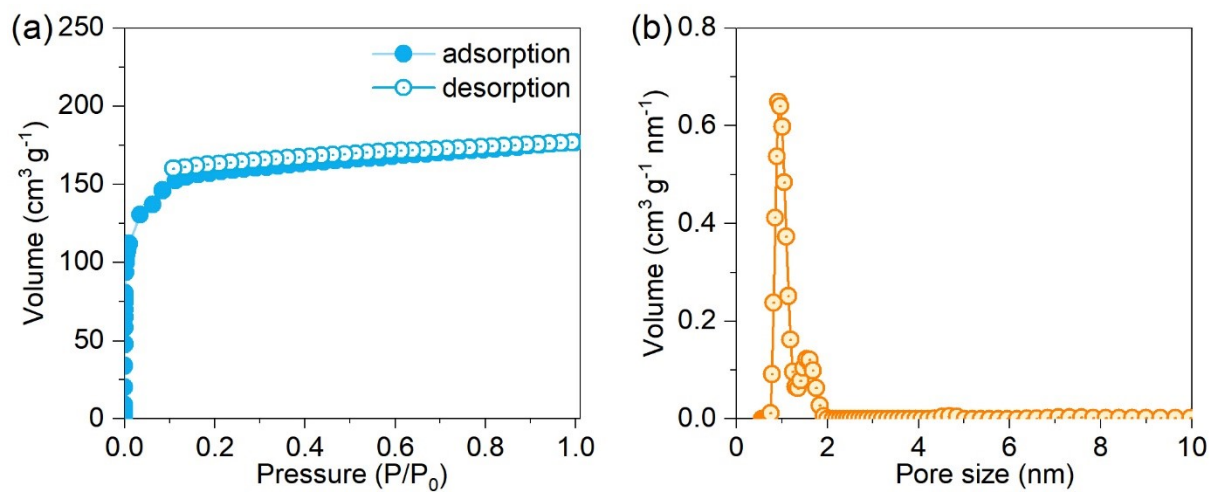 (a)
250
200
150
100
50
0
Volume (cm³ g⁻¹)
adsorption
desorption
0.0 0.2 0.4 0.6 0.8 1.0
Pressure (P/P₀)
(b)
0.8
0.6
0.4
0.2
0.0
Volume (cm³ g⁻¹ nm⁻¹)
0 2 4 6 8 10
Pore size (nm)